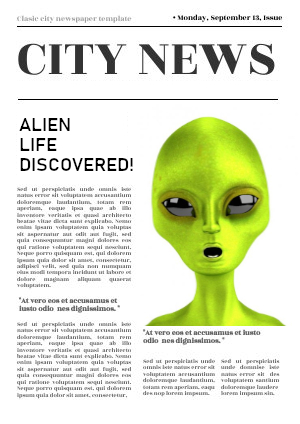 Clasic city newspaper template
• Monday, September 13, Issue
CITY NEWS
ALIEN
LIFE
DISCOVERED!
Sed ut perspiciatis unde omnis iste
natus error sit voluptatem accusantium
doloremque laudantium, totam rem
aperiam, eaque ipsa quae ab illo
inventore veritatis et quasi architecto
beatae vitae dicta sunt explicabo. Nemo
enim ipsam voluptatem quia voluptas
sit aspernatur aut odit aut fugit, sed
quia consequuntur magni dolores eos
qui ratione voluptatem sequi nesciunt.
Neque porro quisquam est, qui dolorem
ipsum quia dolor sit amet, consectetur,
adipisci velit, sed quia non numquam
eius modi tempora incidunt ut labore et
dolore magnam aliquam quaerat
voluptatem.
"At vero eos et accusamus et
iusto odio nes dignissimos. "
Sed ut perspiciatis unde omnis iste
natus error sit voluptatem accusantium
doloremque laudantium, totam rem
aperiam, eaque ipsa quae ab illo
inventore veritatis et quasi architecto
beatae vitae dicta sunt explicabo. Nemo
enim ipsam voluptatem quia voluptas
sit aspernatur aut odit aut fugit, sed
quia consequuntur magni dolores eos
qui ratione voluptatem sequi nesciunt.
Neque porro quisquam est, qui dolorem
ipsum quia dolor sit amet, consectetur,
"At vero eos et accusamus et iusto
odio nes dignissimos. "
Sed ut perspiciatis unde
omnis iste natus error sit
voluptatem accusantium
doloremque laudantium,
totam rem aperiam, eaqu
des nop lorem impsum.
Sed ut perspiciatis
unde domnise iste
natus error sit des
voluptatem santium
doloremque laudane
lorem impsum sin.